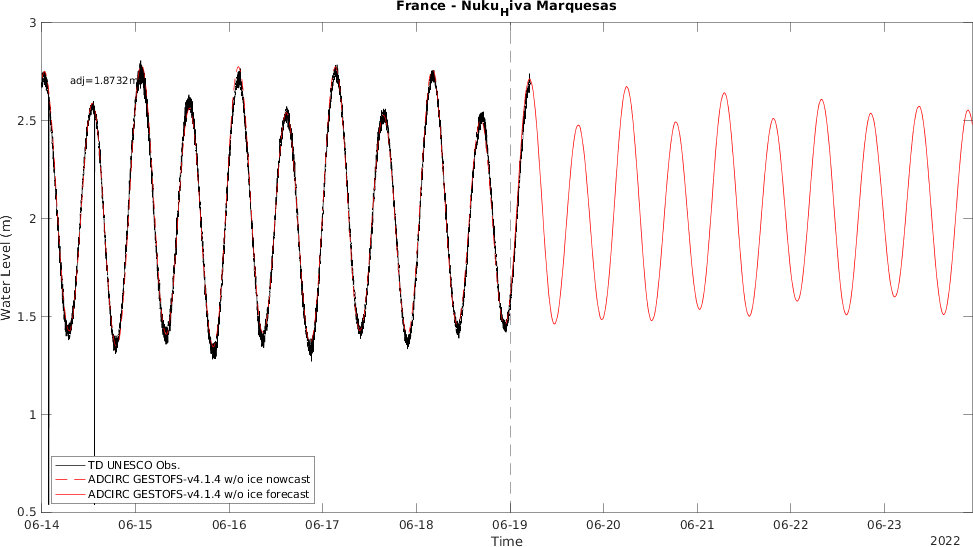 France - Nuku_Hiva Marquesas
3
adj=1.8732m
2.5
2
Water Level (m)
1.5
1
TD UNESCO Obs.
ADCIRC GESTOFS-v4.1.4 w/o ice nowcast
ADCIRC GESTOFS-v4.1.4 w/o ice forecast
0.5
06-14 06-15 06-16 06-17 06-18 06-19 06-20 06-21 06-22 06-23
Time
2022